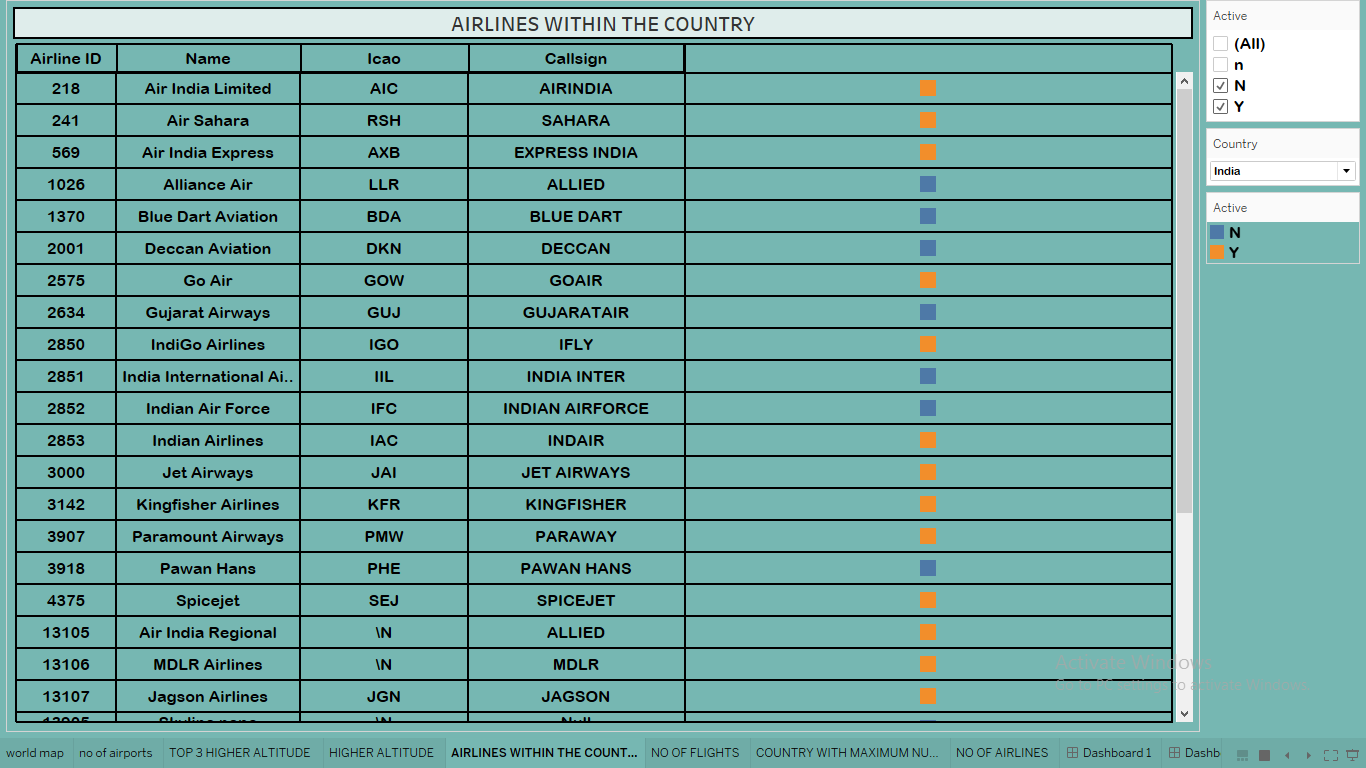 AIRLINES WITHIN THE COUNTRY
Airline ID Name Icao Callsign
218 Air India Limited AIC AIRINDIA
241 Air Sahara RSH SAHARA
569 Air India Express AXB EXPRESS INDIA
1026 Alliance Air LLR ALLIED
1370 Blue Dart Aviation BDA BLUE DART
2001 Deccan Aviation DKN DECCAN
2575 Go Air GOW GOAIR
2634 Gujarat Airways GUJ GUJARATAIR
2850 IndiGo Airlines IGO IFLY
2851 India International Ai.. IIL INDIA INTER
2852 Indian Air Force IFC INDIAN AIRFORCE
2853 Indian Airlines IAC INDAIR
3000 Jet Airways JAI JET AIRWAYS
3142 Kingfisher Airlines KFR KINGFISHER
3907 Paramount Airways PMW PARAWAY
3918 Pawan Hans PHE PAWAN HANS
4375 Spicejet SEJ SPICEJET
13105 Air India Regional \N ALLIED
13106 MDLR Airlines \N MDLR
13107 Jagson Airlines JGN JAGSON
\N Null
Active
(All)
n
N
Y
Country
India
Active
N
Y
Activate Windows
world map no of airports TOP 3 HIGHER ALTITUDE HIGHER ALTITUDE AIRLINES WITHIN THE COUNT... NO OF FLIGHTS COUNTRY WITH MAXIMUM NU... NO OF AIRLINES Dashboard 1 Dashb